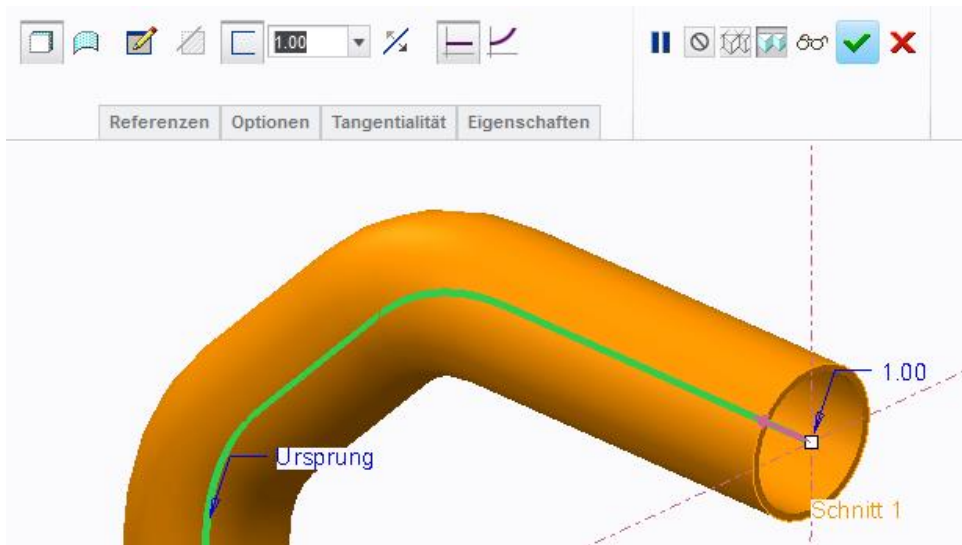 1.00
Referenzen Optionen Tangentialität Eigenschaften
1.00
Ursprung
Schnitt 1